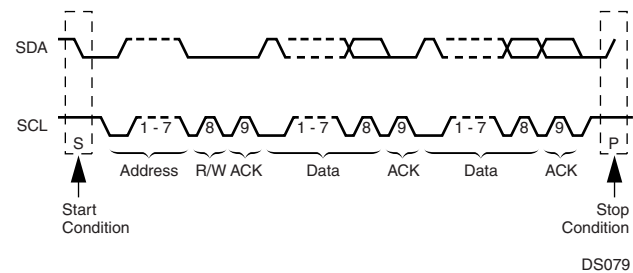 SDA
SCL
1 - 7 8 9 1 - 7 8 9 1 - 7 8 9
S P
Address R/W ACK Data ACK Data ACK
Start Condition
Stop Condition
DS079